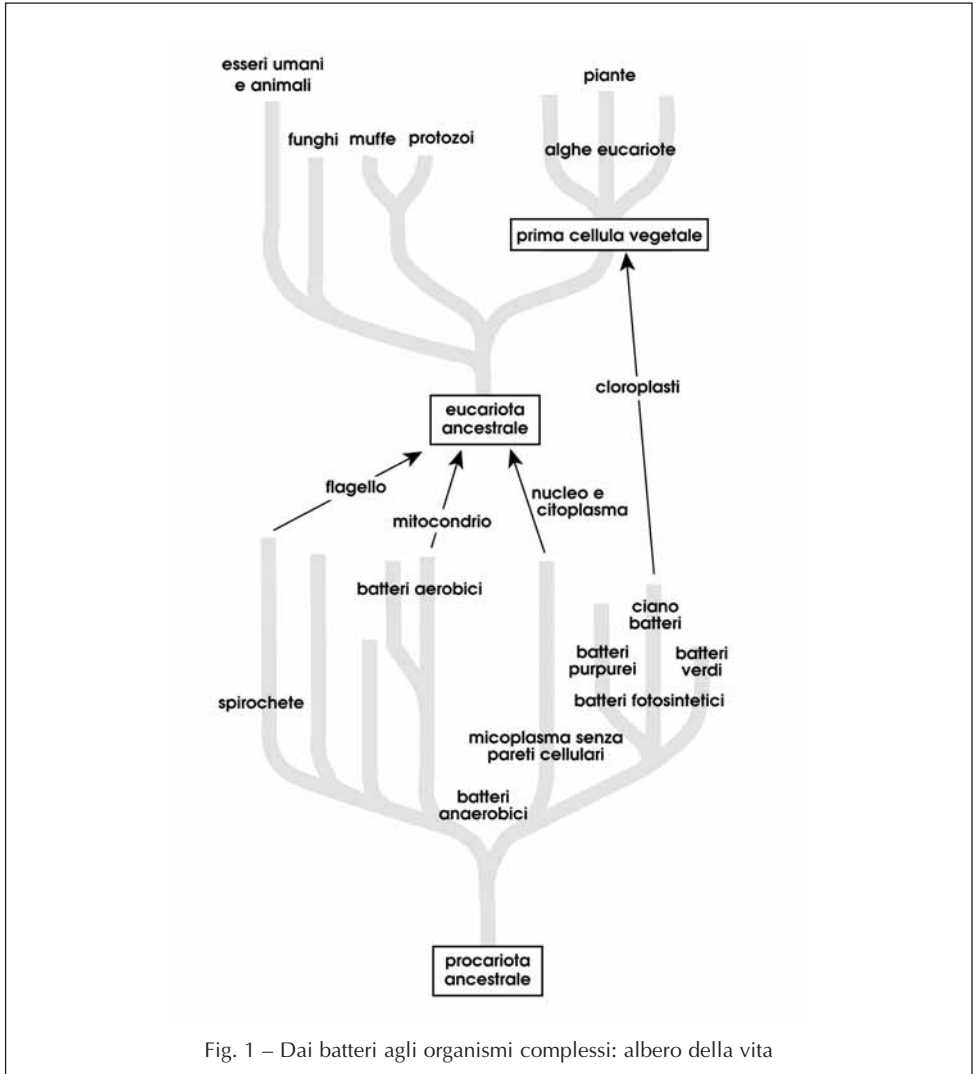 esseri umani
e animali
piante
funghi muffe protozoi
alghe eucariote
prima cellula vegetale
cloroplasti
eucariota
ancestrale
flagello
nucleo e
citoplasma
mitocondrio
batteri aerobici
ciano
batteri
batteri
purpurei
batteri
verdi
spirochete
batteri fotosintetici
micoplasma senza
pareti cellulari
batteri
anaerobici
procariota
ancestrale
Fig. 1 – Dai batteri agli organismi complessi: albero della vita